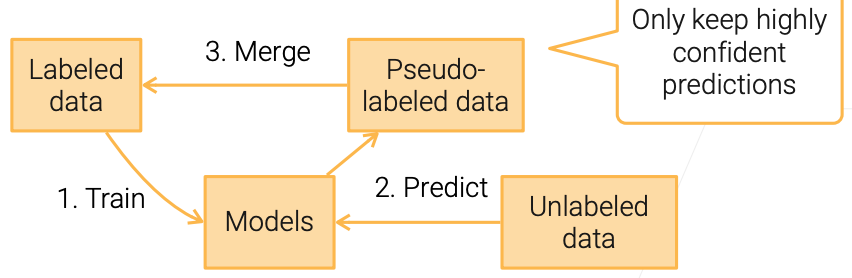 Only keep highly
confident
predictions
3. Merge
Labeled
data
Pseudo-
labeled data
1. Train
2. Predict
Models
Unlabeled
data